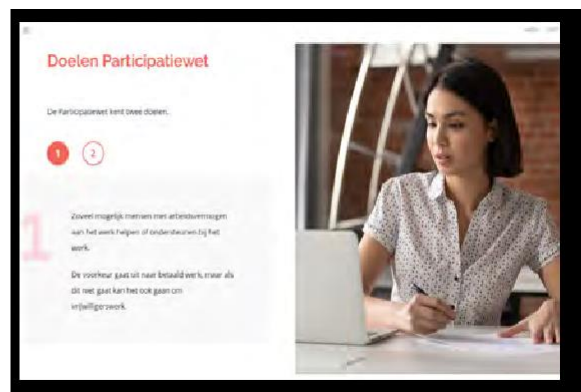 Doelen Participatiewet
De Participatiewet kent twee doelen.
1 2
1
Zoveel mogelijk mensen met arbeidsvermogen
aan het werk helpen of ondersteunen bij het
werk.
De voorkeur gaat uit naar betaald werk, maar als
dit niet gaat kan het ook gaan om
vrijwilligerswerk.